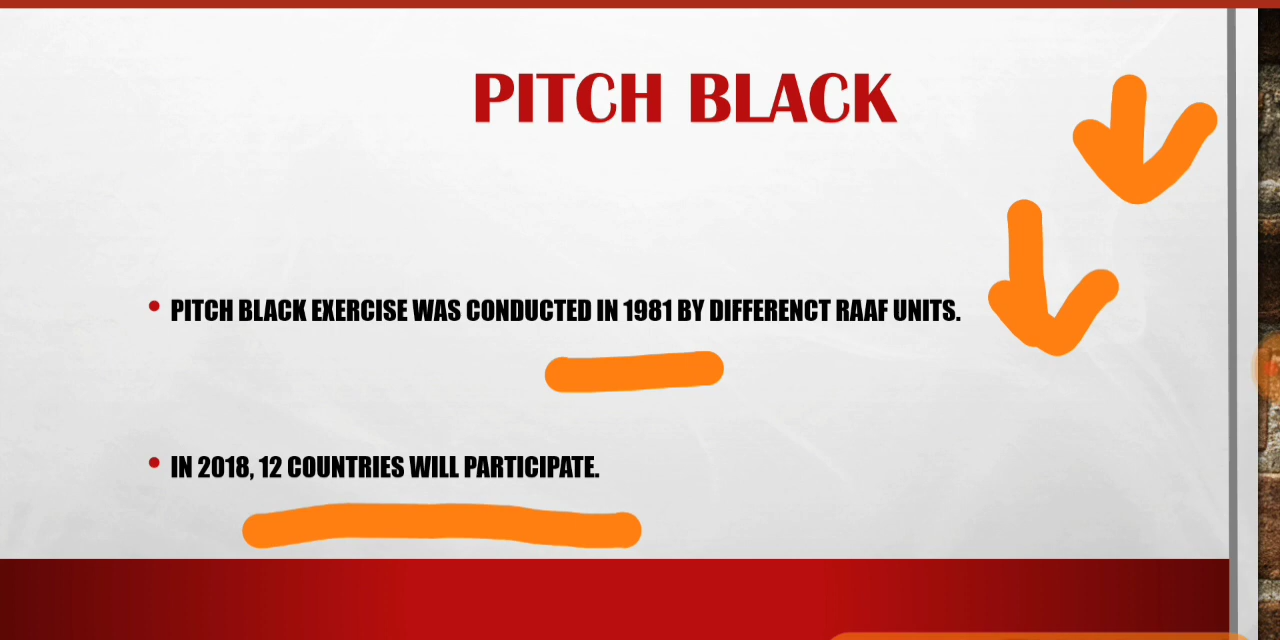 PITCH BLACK
PITCH BLACK EXERCISE WAS CONDUCTED IN 1981 BY DIFFERENCT RAAF UNITS.
IN 2018, 12 COUNTRIES WILL PARTICIPATE.